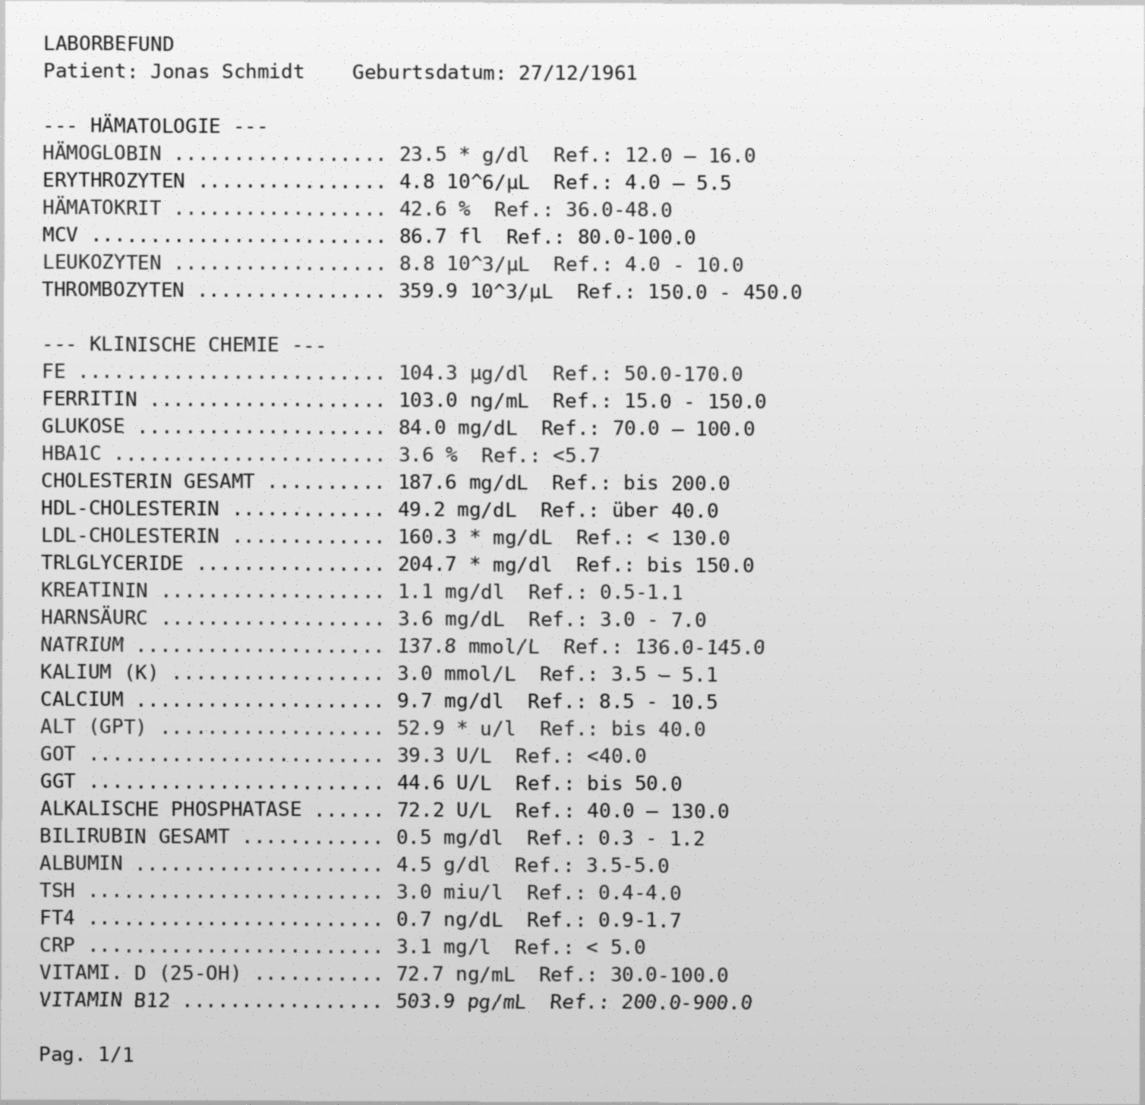 LABORBEFUND
Patient: Jonas Schmidt    Geburtsdatum: 27/12/1961

--- HÄMATOLOGIE ---
HÄMOGLOBIN .................. 23.5 * g/dl  Ref.: 12.0 – 16.0
ERYTHROZYTEN ................ 4.8 10^6/µL  Ref.: 4.0 – 5.5
HÄMATOKRIT .................. 42.6 %  Ref.: 36.0-48.0
MCV ......................... 86.7 fl  Ref.: 80.0-100.0
LEUKOZYTEN .................. 8.8 10^3/µL  Ref.: 4.0 - 10.0
THROMBOZYTEN ................ 359.9 10^3/µL  Ref.: 150.0 - 450.0

--- KLINISCHE CHEMIE ---
FE .......................... 104.3 µg/dl  Ref.: 50.0-170.0
FERRITIN .................... 103.0 ng/mL  Ref.: 15.0 - 150.0
GLUKOSE ..................... 84.0 mg/dL  Ref.: 70.0 – 100.0
HBA1C ....................... 3.6 %  Ref.: <5.7
CHOLESTERIN GESAMT .......... 187.6 mg/dL  Ref.: bis 200.0
HDL-CHOLESTERIN ............. 49.2 mg/dL  Ref.: über 40.0
LDL-CHOLESTERIN ............. 160.3 * mg/dL  Ref.: < 130.0
TRLGLYCERIDE ................ 204.7 * mg/dl  Ref.: bis 150.0
KREATININ ................... 1.1 mg/dl  Ref.: 0.5-1.1
HARNSÄURC ................... 3.6 mg/dL  Ref.: 3.0 - 7.0
NATRIUM ..................... 137.8 mmol/L  Ref.: 136.0-145.0
KALIUM (K) .................. 3.0 mmol/L  Ref.: 3.5 – 5.1
CALCIUM ..................... 9.7 mg/dl  Ref.: 8.5 - 10.5
ALT (GPT) ................... 52.9 * u/l  Ref.: bis 40.0
GOT ......................... 39.3 U/L  Ref.: <40.0
GGT ......................... 44.6 U/L  Ref.: bis 50.0
ALKALISCHE PHOSPHATASE ...... 72.2 U/L  Ref.: 40.0 – 130.0
BILIRUBIN GESAMT ............ 0.5 mg/dl  Ref.: 0.3 - 1.2
ALBUMIN ..................... 4.5 g/dl  Ref.: 3.5-5.0
TSH ......................... 3.0 miu/l  Ref.: 0.4-4.0
FT4 ......................... 0.7 ng/dL  Ref.: 0.9-1.7
CRP ......................... 3.1 mg/l  Ref.: < 5.0
VITAMI. D (25-OH) ........... 72.7 ng/mL  Ref.: 30.0-100.0
VITAMIN B12 ................. 503.9 pg/mL  Ref.: 200.0-900.0

Pag. 1/1